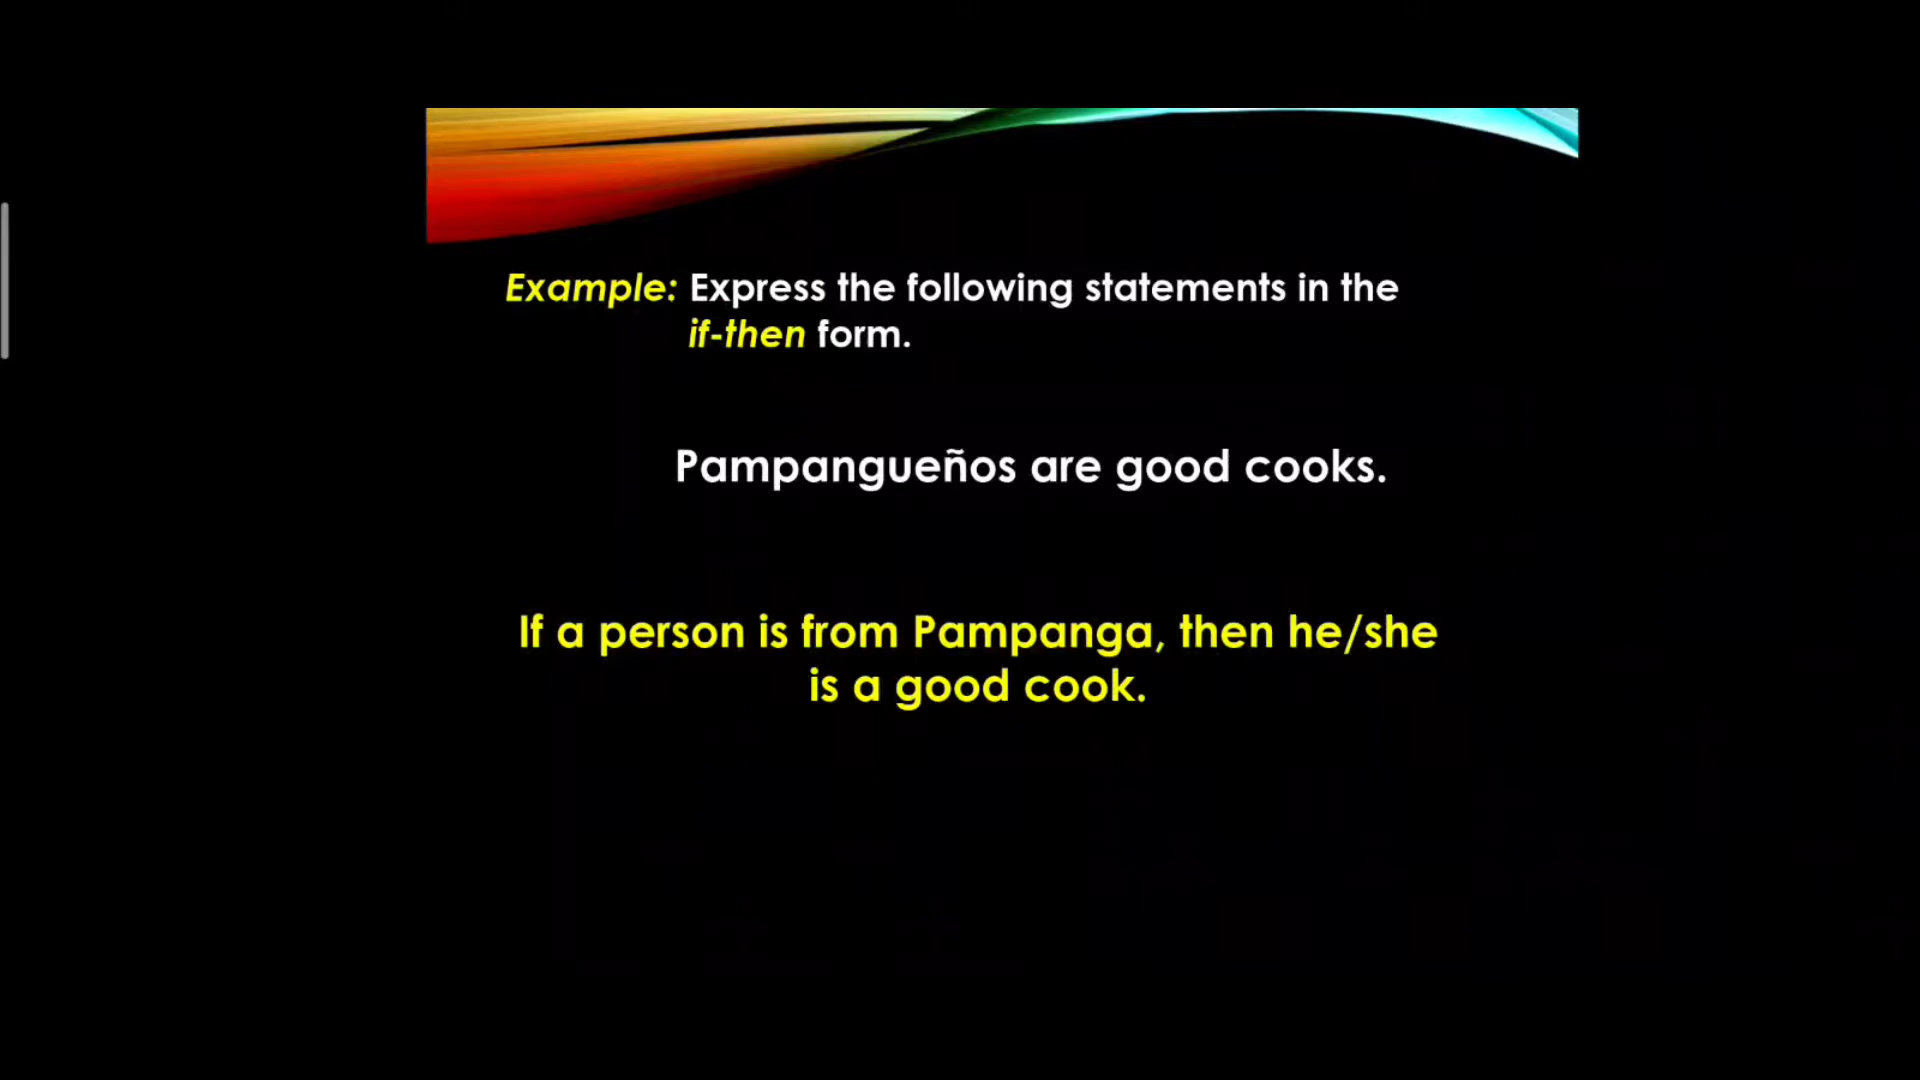 Example: Express the following statements in the
if-then form.
Pampangueños are good cooks.
If a person is from Pampanga, then he/she
is a good cook.